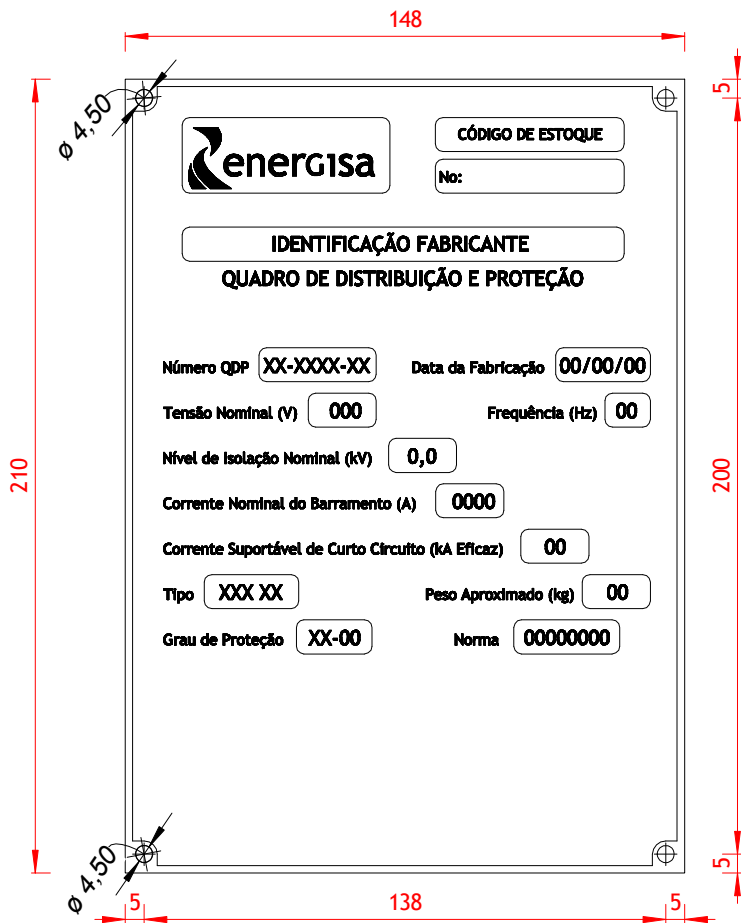 148
ø 4,50
5
energisa
CÓDIGO DE ESTOQUE
No:
IDENTIFICAÇÃO FABRICANTE
QUADRO DE DISTRIBUIÇÃO E PROTEÇÃO
Número QDP XX-XXXX-XX Data da Fabricação 00/00/00
Tensão Nominal (V) 000 Frequência (Hz) 00
Nível de Isolação Nominal (kV) 0,0
210
200
Corrente Nominal do Barramento (A) 0000
Corrente Suportável de Curto Circuito (kA Eficaz) 00
Tipo XXX XX Peso Aproximado (kg) 00
Grau de Proteção XX-00 Norma 00000000
ø 4,50
5
5 138 5